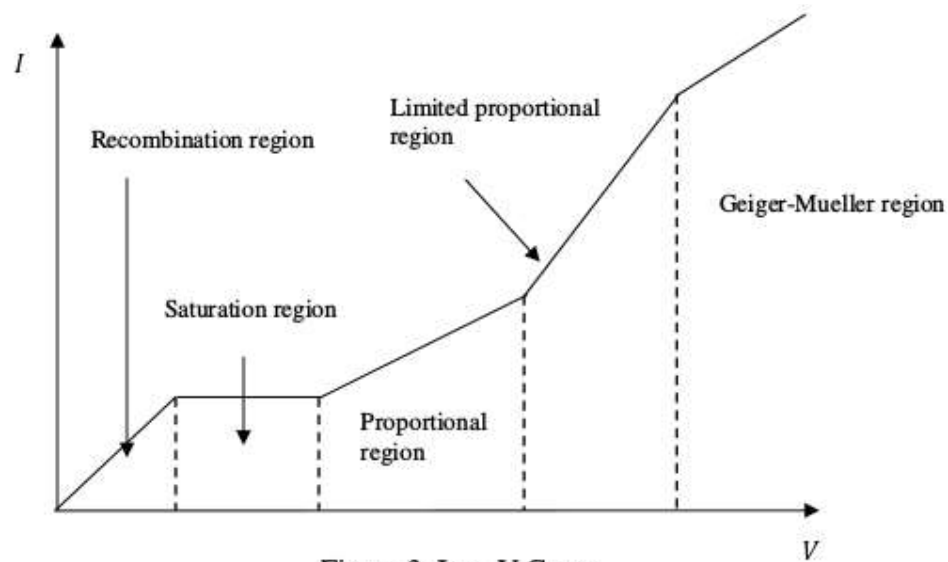 I
Limited proportional
region
Recombination region
Geiger-Mueller region
Saturation region
Proportional
region
V